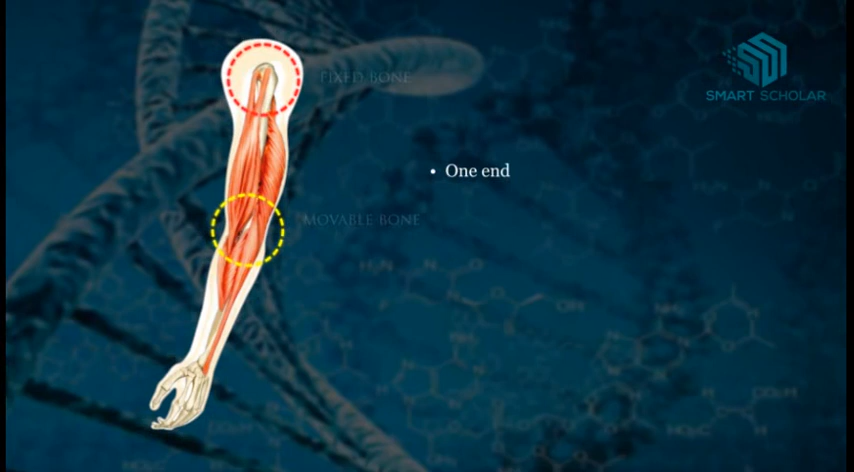 FIXED BONE
SMART SCHOLAR
• One end
MOVABLE BONE